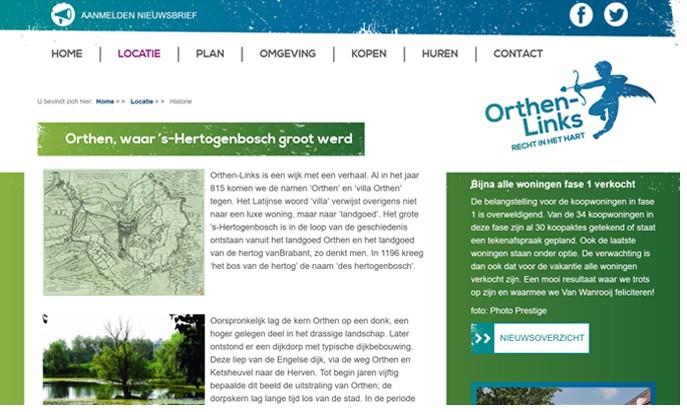 AANMELDEN NIEUWSBRIEF
HOME | LOCATIE | PLAN | OMGEVING | KOPEN | HUREN | CONTACT
U bevindt zich hier: Home >> Locatie >> Historie
Orthen-
Links
RECHT IN HET HART
Orthen, waar 's-Hertogenbosch groot werd
Orthen-Links is een wijk met een verhaal. Al in het jaar
815 komen we de namen 'Orthen' en 'villa Orthen'
tegen. Het Latijnse woord 'villa' verwijst overigens niet
naar een luxe woning, maar naar 'landgoed'. Het grote
's-Hertogenbosch is in de loop van de geschiedenis
ontstaan vanuit het landgoed Orthen en het landgoed
van de hertog vanBrabant, zo denkt men. In 1196 kreeg
'het bos van de hertog' de naam 'des hertogenbosch'.
Oorspronkelijk lag de kern Orthen op een donk, een
hoger gelegen deel in het drassige landschap. Later
ontstond er een dijkdorp met typische dijkbebouwing.
Deze liep van de Engelse dijk, via de weg Orthen en
Ketsheuvel naar de Herven. Tot begin jaren vijftig
bepaalde dit beeld de uitstraling van Orthen; de
dorpskern lag lange tijd los van de stad. In de periode
Bijna alle woningen fase 1 verkocht
De belangstelling voor de koopwoningen in fase
1 is overweldigend. Van de 34 koopwoningen in
deze fase zijn al 30 koopaktes getekend of staat
een tekenafspraak gepland. Ook de laatste
woningen staan onder optie. De verwachting is
dan ook dat voor de vakantie alle woningen
verkocht zijn. Een mooi resultaat waar we trots
op zijn en waarmee we Van Wanrooij feliciteren!
foto: Photo Prestige
NIEUWSOVERZICHT